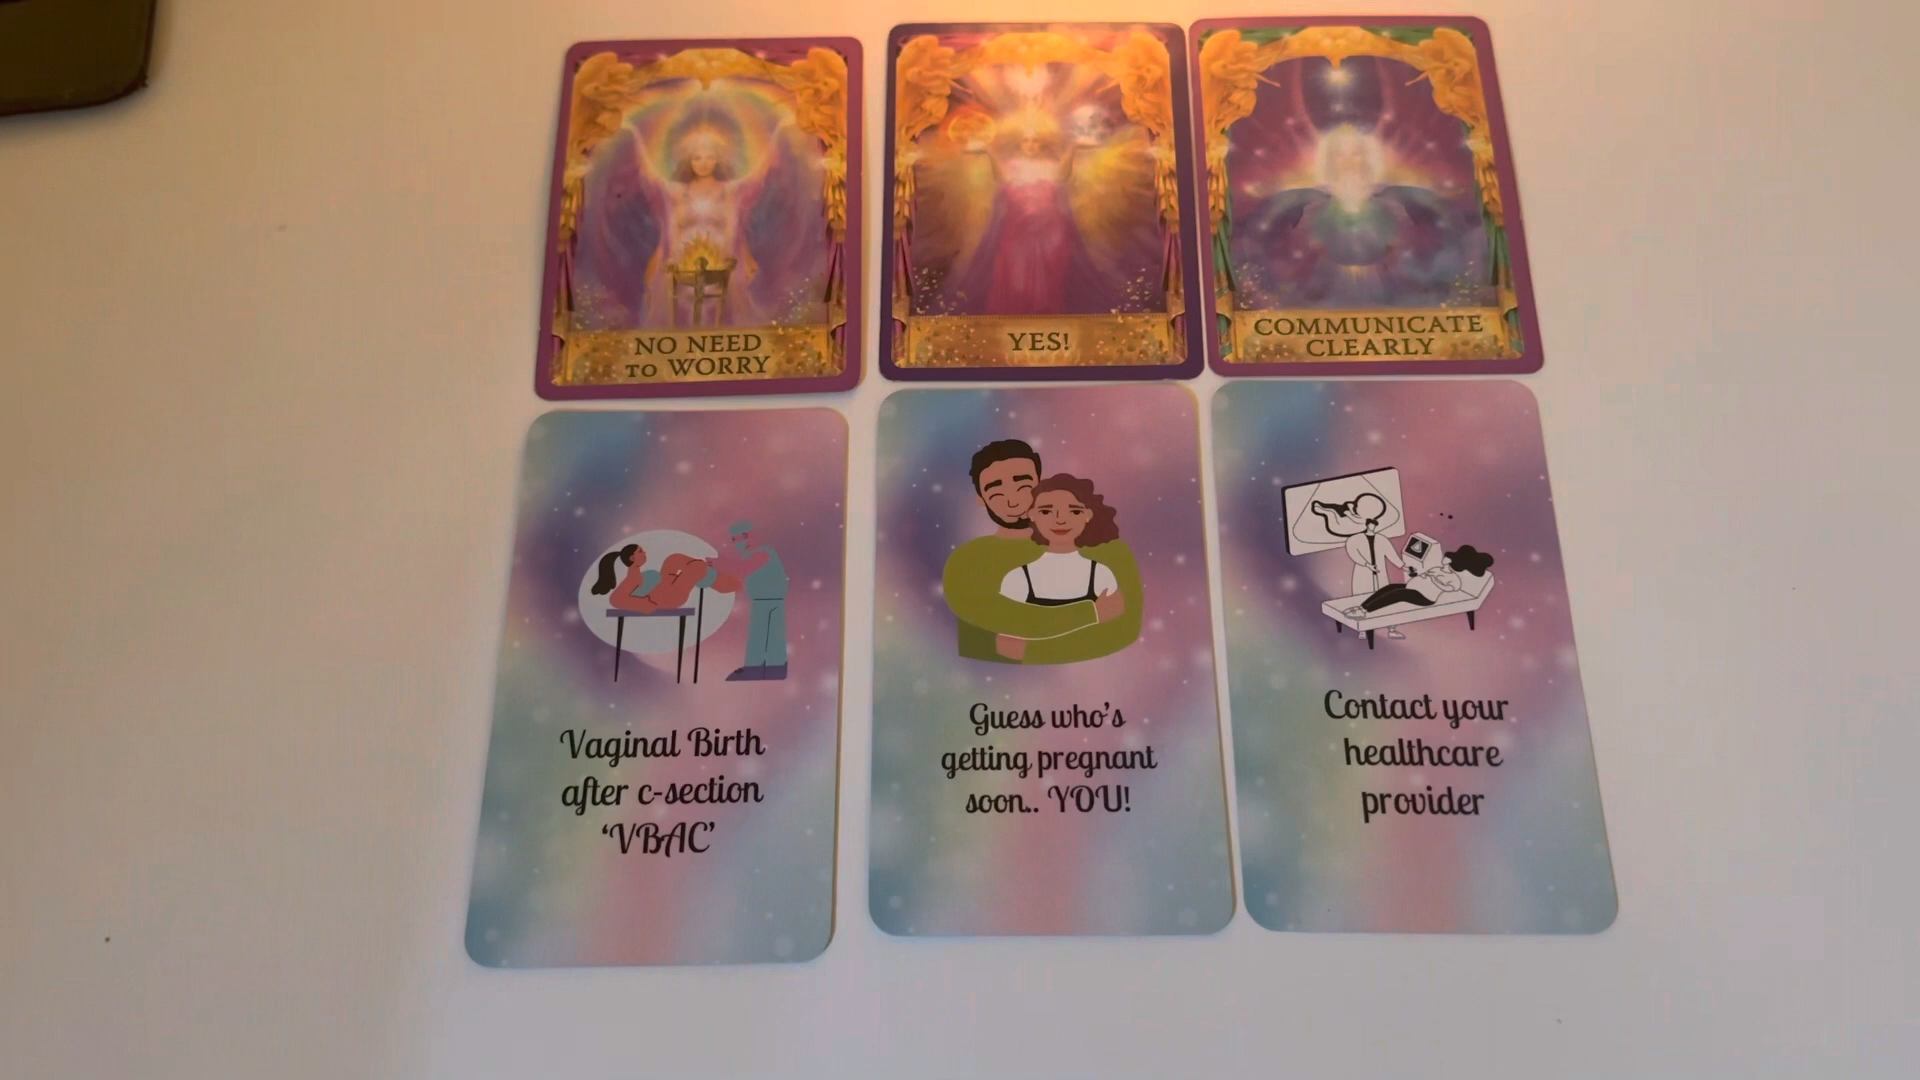 NO NEED
TO WORRY
YES!
COMMUNICATE
CLEARLY
Vaginal Birth
after c-section
‘VBAC’
Guess who's
getting pregnant
soon.. YOU!
Contact your
healthcare
provider